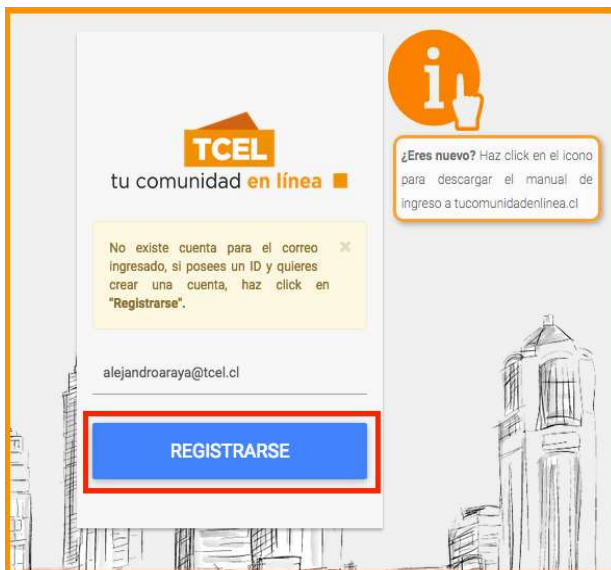 TCEL
tu comunidad en línea
No existe cuenta para el correo
ingresado, si posees un ID y quieres
crear una cuenta, haz click en
"Registrarse".
×
alejandroaraya@tcel.cl
REGISTRARSE
i
¿Eres nuevo? Haz click en el icono
para descargar el manual de
ingreso a tucomunidadenlinea.cl